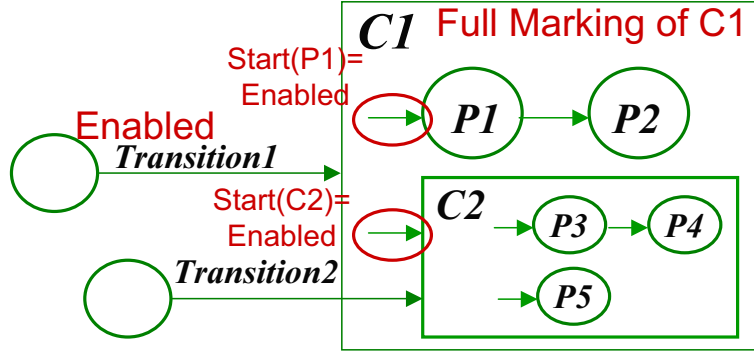 C1 Full Marking of C1
Start(P1)=
Enabled
P1 P2
Enabled
Transition1
Start(C2)=
Enabled
C2
P3 P4
Transition2
P5